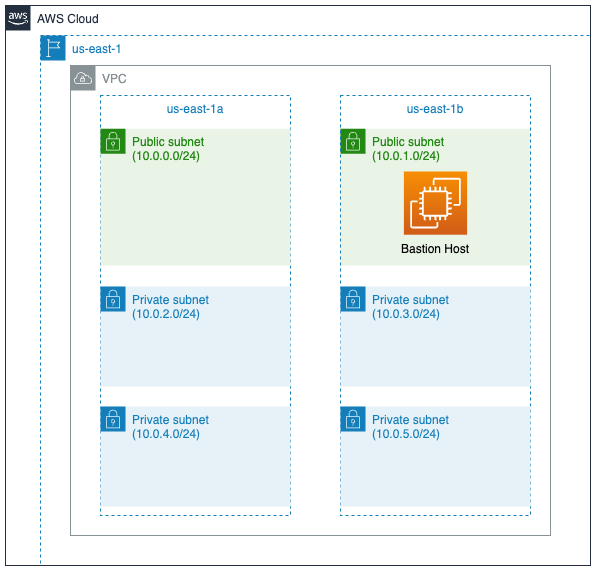 aws
AWS Cloud
us-east-1
VPC
us-east-1a
Public subnet
(10.0.0.0/24)
Private subnet
(10.0.2.0/24)
Private subnet
(10.0.4.0/24)
us-east-1b
Public subnet
(10.0.1.0/24)
Bastion Host
Private subnet
(10.0.3.0/24)
Private subnet
(10.0.5.0/24)